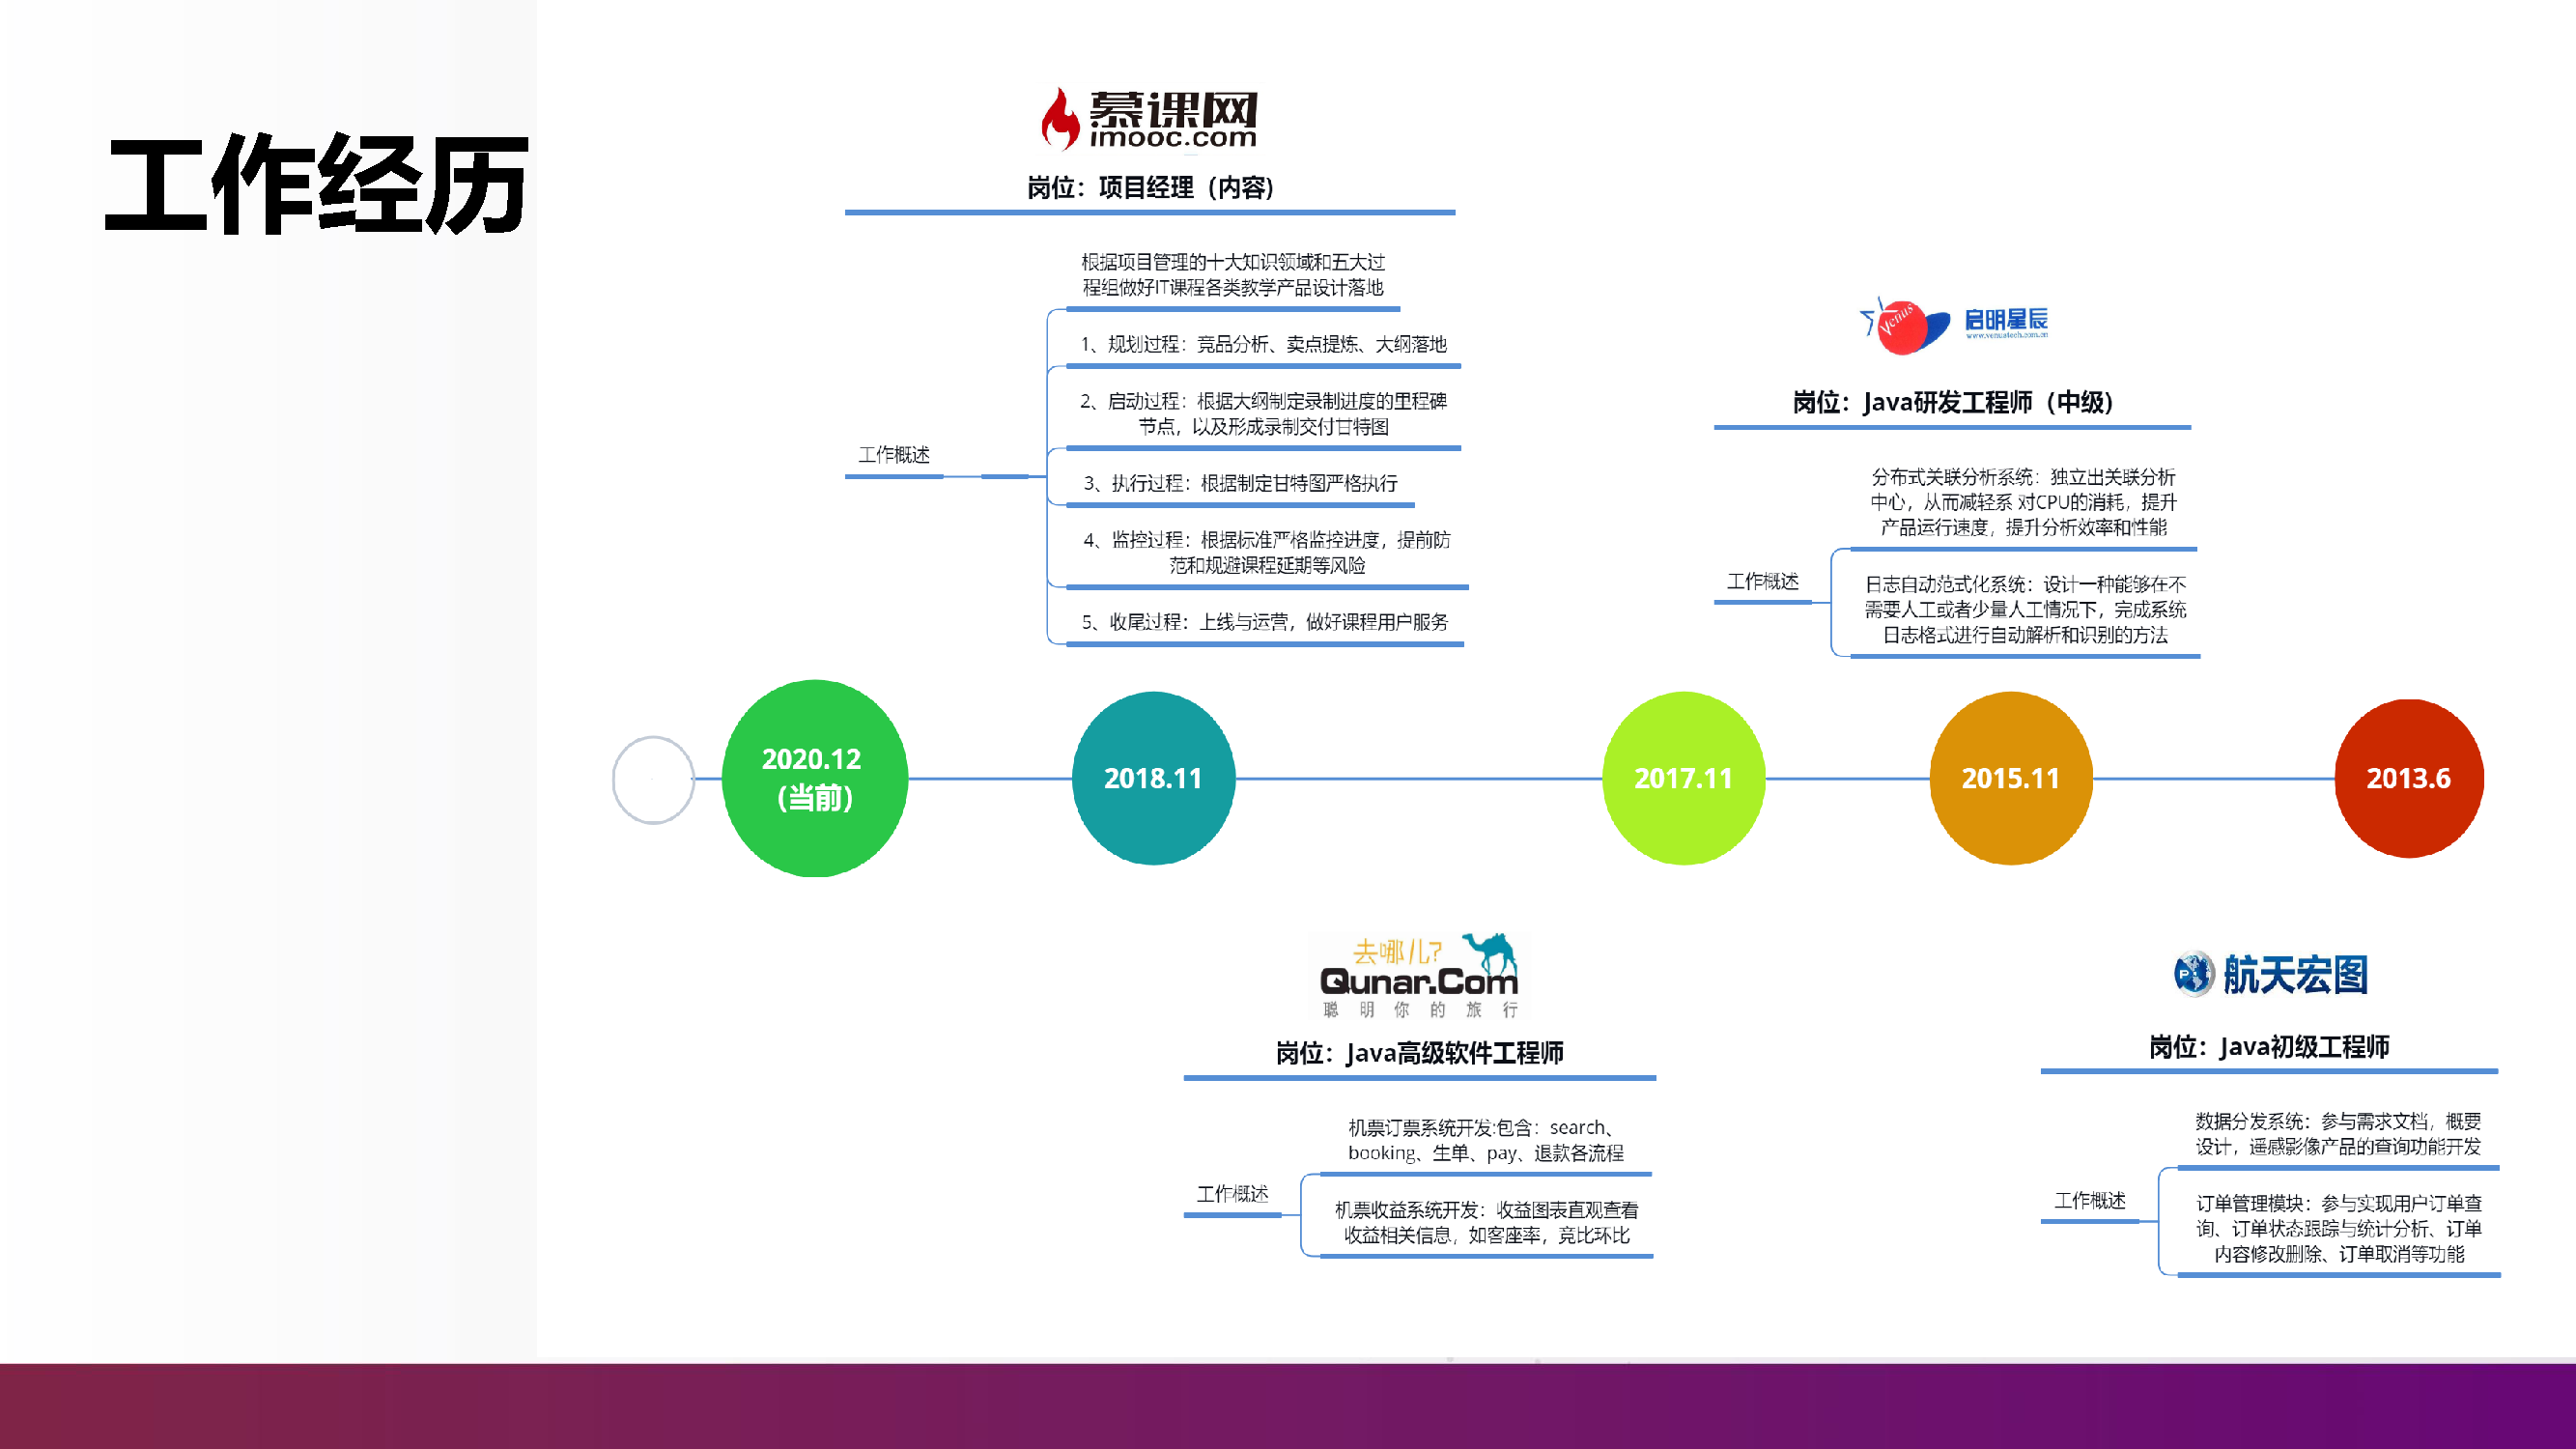 工作经历
慕课网
imooc.com
岗位：项目经理（内容)
根据项目管理的十大知识领域和五大过
程组做好IT课程各类教学产品设计落地
1、规划过程：竞品分析、卖点提炼、大纲落地
2、启动过程：根据大纲制定录制进度的里程碑
节点，以及形成录制交付甘特图
工作概述
3、执行过程：根据制定甘特图严格执行
4、监控过程：根据标准严格监控进度，提前防
范和规避课程延期等风险
5、收尾过程：上线与运营，做好课程用户服务
Venus
启明星辰
www.venustech.com.cn
岗位：Java研发工程师（中级)
分布式关联分析系统：独立出关联分析
中心，从而减轻系 对CPU的消耗，提升
产品运行速度，提升分析效率和性能
工作概述
日志自动范式化系统：设计一种能够在不
需要人工或者少量人工情况下，完成系统
日志格式进行自动解析和识别的方法
2020.12
(当前)
2018.11
2017.11
2015.11
2013.6
去哪儿?
Qunar.Com
聪明你的旅行
岗位：Java高级软件工程师
机票订票系统开发:包含：search、
booking、生单、pay、退款各流程
工作概述
机票收益系统开发：收益图表直观查看
收益相关信息，如客座率，竞比环比
航天宏图
岗位：Java初级工程师
数据分发系统：参与需求文档，概要
设计，遥感影像产品的查询功能开发
工作概述
订单管理模块：参与实现用户订单查
询、订单状态跟踪与统计分析、订单
内容修改删除、订单取消等功能